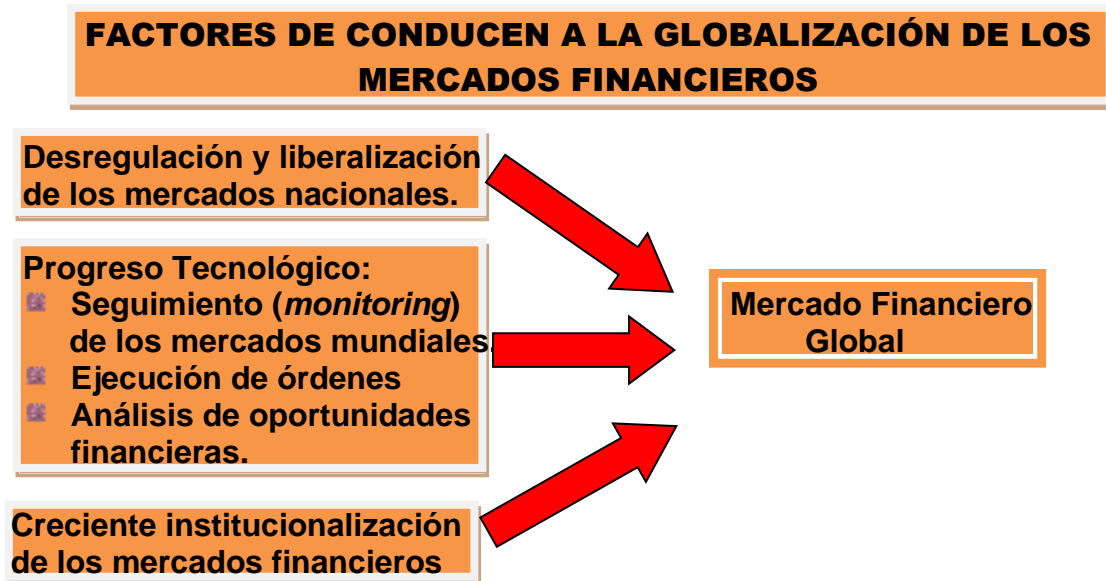 FACTORES DE CONDUCEN A LA GLOBALIZACIÓN DE LOS
MERCADOS FINANCIEROS
Desregulación y liberalización
de los mercados nacionales.
Progreso Tecnológico:
Seguimiento (monitoring)
de los mercados mundiales.
Ejecución de órdenes
Análisis de oportunidades
financieras.
Creciente institucionalización
de los mercados financieros
Mercado Financiero
Global